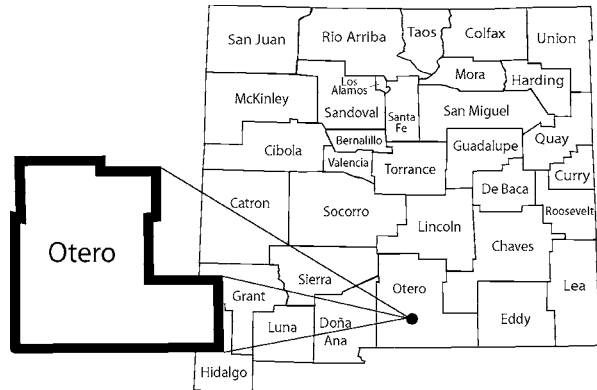 San Juan
Rio Arriba
Taos
Colfax
Union
Los
Alamos
Mora
Harding
McKinley
Sandoval
Santa
Fe
San Miguel
Bernalillo
Quay
Cibola
Valencia
Torrance
Guadalupe
Curry
De Baca
Catron
Socorro
Lincoln
Roosevelt
Chaves
Otero
Sierra
Otero
Lea
Grant
Luna
Doña
Ana
Eddy
Hidalgo